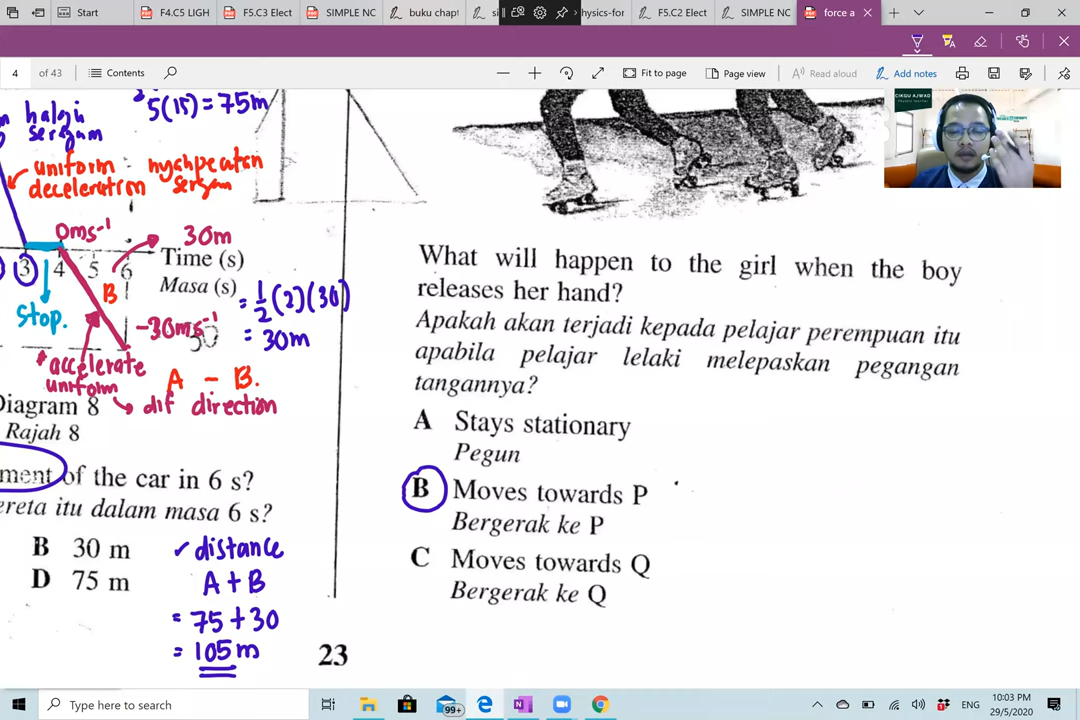 Start
F4.C5 LIGH
F5.C3 Elect
SIMPLE NC
buku chapt
si
hysics-for
F5.C2 Elect
SIMPLE NC
force a
4 of 43
Contents
Fit to page
Page view
Read aloud
Add notes
CIKGU AJWAD
halaju
seragam
5(15) = 75m
uniform
deceleration
nyahpecutan
seragam
0ms⁻¹
30m
3 4 5 6
Time (s)
Masa (s)
B
stop.
-30ms⁻¹
= 1/2 (2)(30)
= 30m
accelerate
uniform
A - B.
dif direction
Diagram 8
Rajah 8
ment of the car in 6 s?
ereta itu dalam masa 6 s?
B 30 m
D 75 m
✓ distance
A + B
= 75 + 30
= 105 m
23
What will happen to the girl when the boy
releases her hand?
Apakah akan terjadi kepada pelajar perempuan itu
apabila pelajar lelaki melepaskan pegangan
tangannya?
A Stays stationary
Pegun
B Moves towards P
Bergerak ke P
C Moves towards Q
Bergerak ke Q
Type here to search
99+
ENG
10:03 PM
29/5/2020